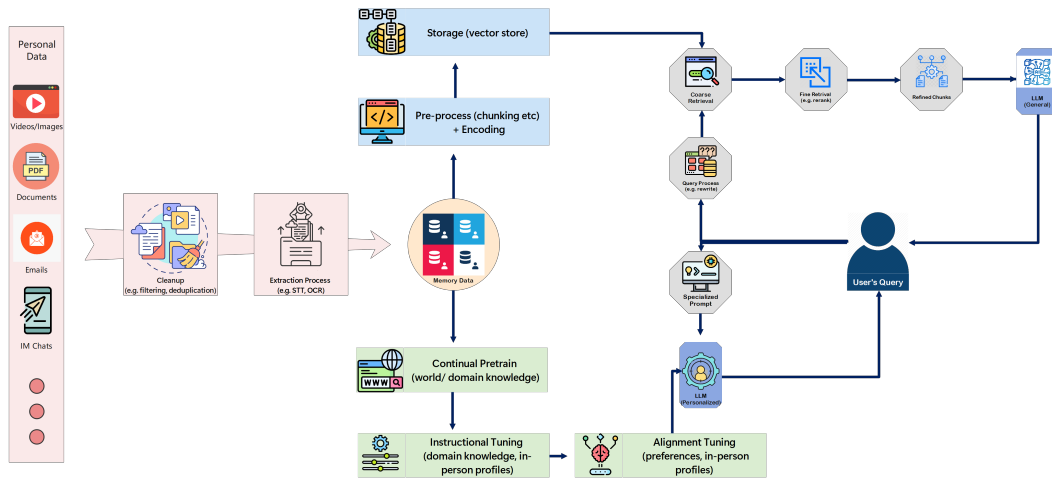 Personal
Data
Videos/Images
PDF
Documents
Emails
IM Chats
Cleanup
(e.g. filtering, deduplication)
Extraction Process
(e.g. STT, OCR)
Storage (vector store)
Pre-process (chunking etc)
+ Encoding
Memory Data
WWW
Continual Pretrain
(world/ domain knowledge)
Instructional Tuning
(domain knowledge, in-
person profiles)
Alignment Tuning
(preferences, in-person
profiles)
Coarse
Retrieval
Fine Retrival
(e.g. rerank)
Refined Chunks
LLM
(General)
???
Query Process
(e.g. rewrite)
Specialized
Prompt
LLM
(Personalized)
User's Query